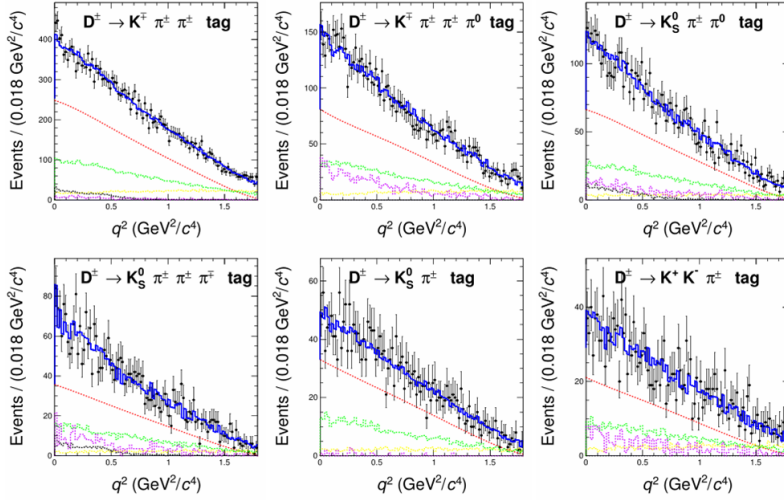 D± → K∓ π± π± tag
Events / (0.018 GeV²/c⁴)
400
300
200
100
0
0 0.5 1 1.5
q² (GeV²/c⁴)
D± → K∓ π± π± π⁰ tag
Events / (0.018 GeV²/c⁴)
150
100
50
0
0 0.5 1 1.5
q² (GeV²/c⁴)
D± → K⁰S π± π⁰ tag
Events / (0.018 GeV²/c⁴)
100
50
0
0 0.5 1 1.5
q² (GeV²/c⁴)
D± → K⁰S π± π± π∓ tag
Events / (0.018 GeV²/c⁴)
80
60
40
20
0
0 0.5 1 1.5
q² (GeV²/c⁴)
D± → K⁰S π± tag
Events / (0.018 GeV²/c⁴)
60
40
20
0
0 0.5 1 1.5
q² (GeV²/c⁴)
D± → K⁺ K⁻ π± tag
Events / (0.018 GeV²/c⁴)
40
20
0
0 0.5 1 1.5
q² (GeV²/c⁴)